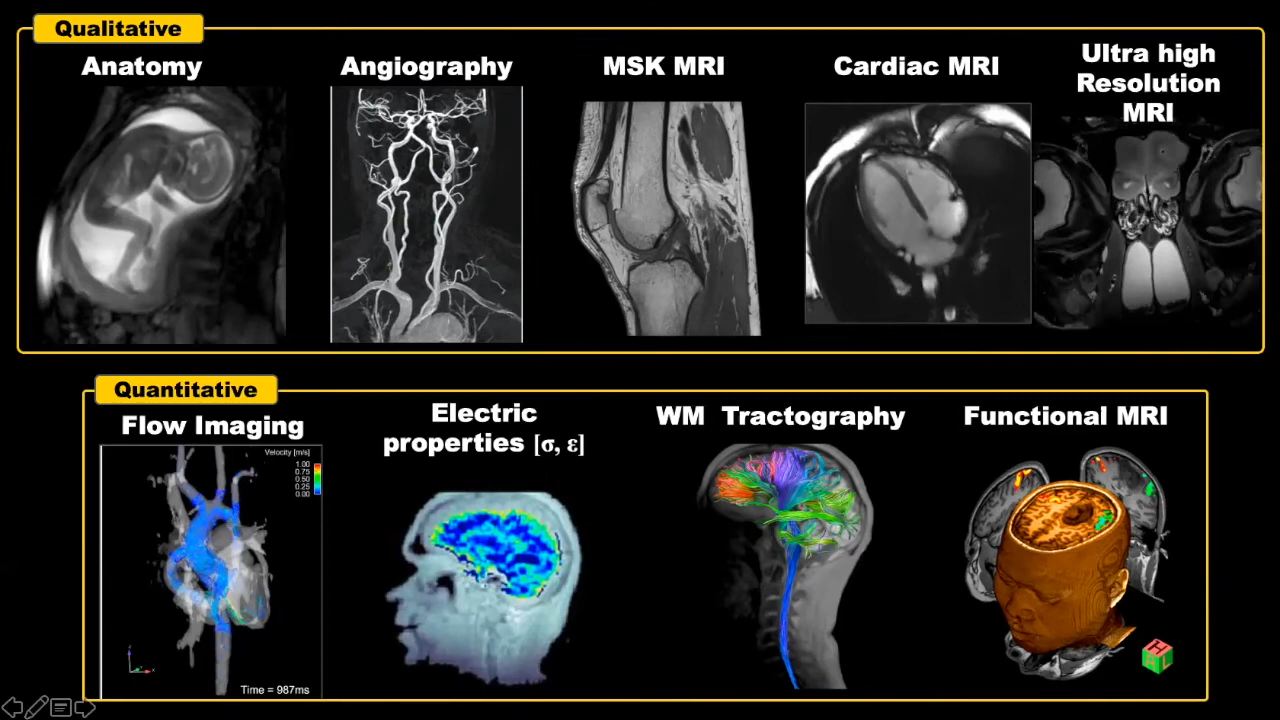 Qualitative
Anatomy
Angiography
MSK MRI
Cardiac MRI
Ultra high
Resolution
MRI
Quantitative
Flow Imaging
Velocity [m/s]
1.00
0.75
0.50
0.25
0.00
Time = 987ms
Electric
properties [σ, ε]
WM Tractography
Functional MRI
H
A L